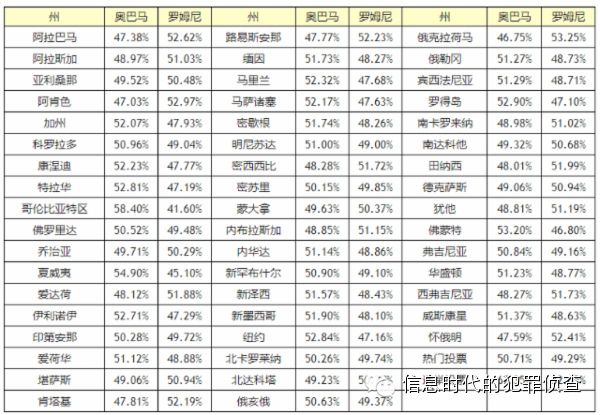 州 奥巴马 罗姆尼 州 奥巴马 罗姆尼 州 奥巴马 罗姆尼
阿拉巴马 47.38% 52.62% 路易斯安那 47.77% 52.23% 俄克拉荷马 46.75% 53.25%
阿拉斯加 48.97% 51.03% 缅因 51.73% 48.27% 俄勒冈 51.27% 48.73%
亚利桑那 49.52% 50.48% 马里兰 52.32% 47.68% 宾西法尼亚 51.29% 48.71%
阿肯色 47.03% 52.97% 马萨诸塞 52.17% 47.63% 罗得岛 52.90% 47.10%
加州 52.07% 47.93% 密歇根 51.74% 48.26% 南卡罗来纳 48.98% 51.02%
科罗拉多 50.96% 49.04% 明尼苏达 51.00% 49.00% 南达科他 49.32% 50.68%
康涅迪 52.23% 47.77% 密西西比 48.28% 51.72% 田纳西 48.01% 51.99%
特拉华 52.81% 47.19% 密苏里 50.15% 49.85% 德克萨斯 49.06% 50.94%
哥伦比亚特区 58.40% 41.60% 蒙大拿 49.63% 50.37% 犹他 48.81% 51.19%
佛罗里达 50.52% 49.48% 内布拉斯加 48.85% 51.15% 佛蒙特 53.20% 46.80%
乔治亚 49.71% 50.29% 内华达 51.14% 48.86% 弗吉尼亚 50.84% 49.16%
夏威夷 54.90% 45.10% 新罕布什尔 50.90% 49.10% 华盛顿 51.23% 48.77%
爱达荷 48.12% 51.88% 新泽西 51.57% 48.43% 西弗吉尼亚 48.27% 51.73%
伊利诺伊 52.71% 47.29% 新墨西哥 51.90% 48.10% 威斯康星 51.37% 48.63%
印第安那 50.28% 49.72% 纽约 52.84% 47.16% 怀俄明 47.59% 52.41%
爱荷华 51.12% 48.88% 北卡罗莱纳 50.26% 49.74% 热门投票 50.71% 49.29%
堪萨斯 49.06% 50.94% 北达科塔 49.23%
肯塔基 47.81% 52.19% 俄亥俄 50.63% 49.37%
信息时代的犯罪侦查